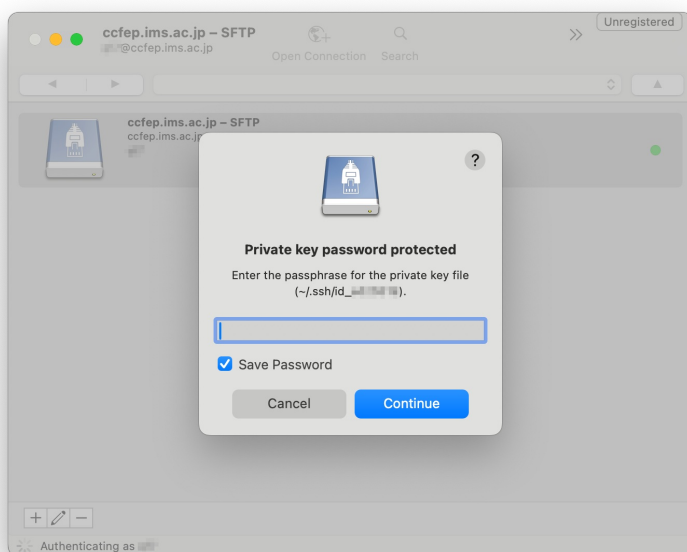 ccfep.ims.ac.jp – SFTP
@ccfep.ims.ac.jp
Open Connection
Search
Unregistered
ccfep.ims.ac.jp – SFTP
ccfep.ims.ac.jp
?
Private key password protected
Enter the passphrase for the private key file
(~/.ssh/id_ ).
Save Password
Cancel
Continue
Authenticating as